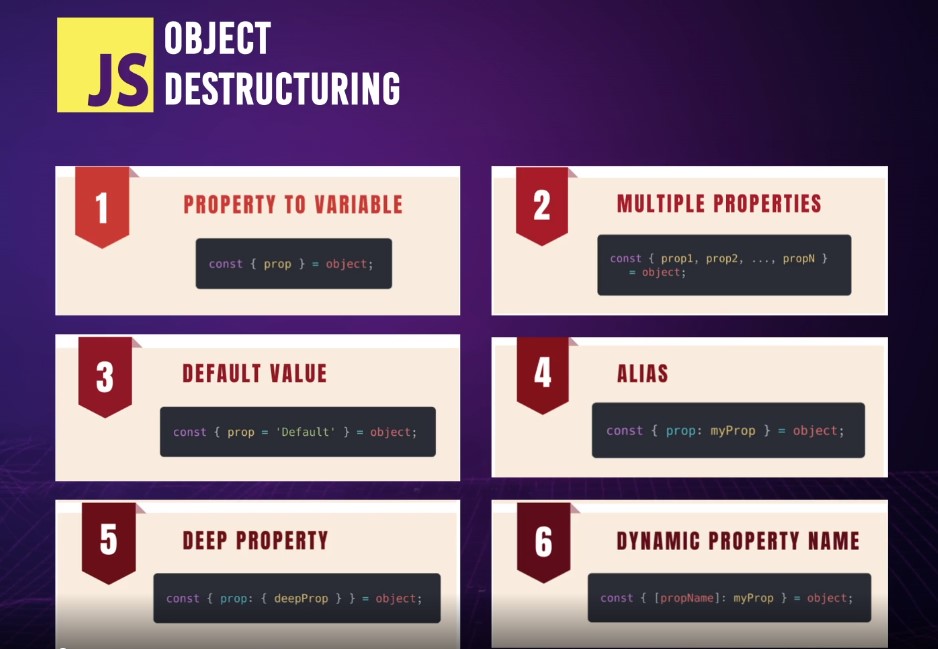 JS
OBJECT
DESTRUCTURING
1
PROPERTY TO VARIABLE
const { prop } = object;
2
MULTIPLE PROPERTIES
const { prop1, prop2, ..., propN }
= object;
3
DEFAULT VALUE
const { prop = 'Default' } = object;
4
ALIAS
const { prop: myProp } = object;
5
DEEP PROPERTY
const { prop: { deepProp } } = object;
6
DYNAMIC PROPERTY NAME
const { [propName]: myProp } = object;